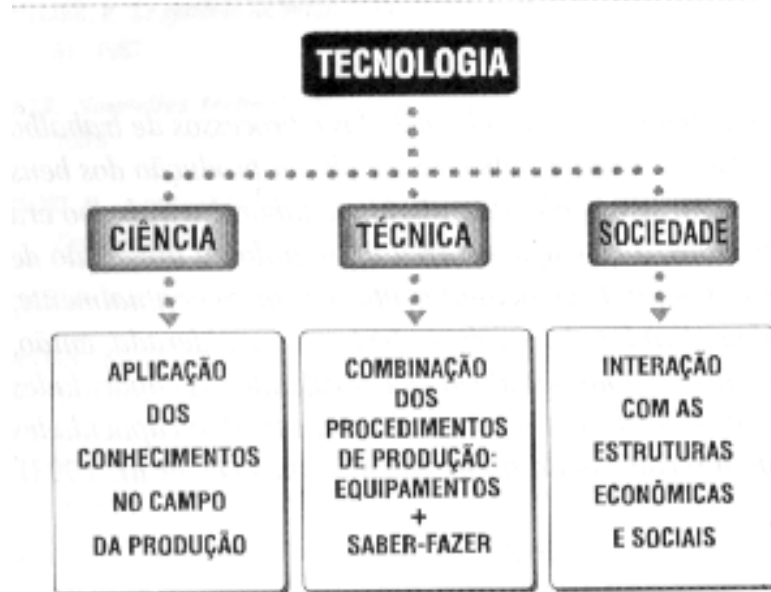 TECNOLOGIA
CIÊNCIA
TÉCNICA
SOCIEDADE
APLICAÇÃO
DOS
CONHECIMENTOS
NO CAMPO
DA PRODUÇÃO
COMBINAÇÃO
DOS
PROCEDIMENTOS
DE PRODUÇÃO:
EQUIPAMENTOS
+
SABER-FAZER
INTERAÇÃO
COM AS
ESTRUTURAS
ECONÔMICAS
E SOCIAIS